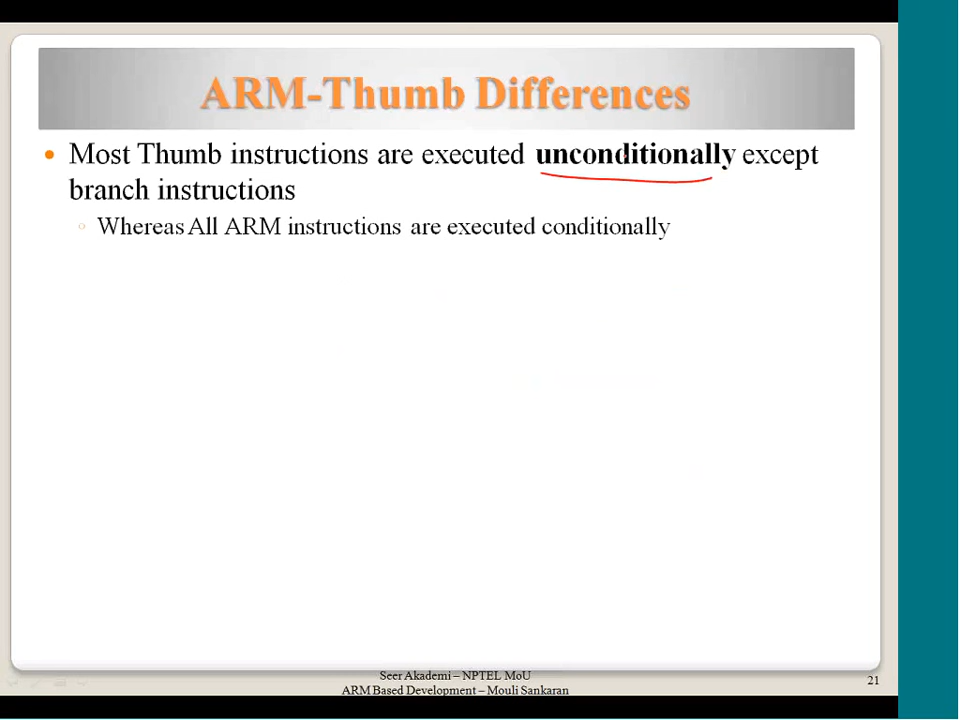 ARM-Thumb Differences
Most Thumb instructions are executed unconditionally except
branch instructions
Whereas All ARM instructions are executed conditionally
Seer Akademi – NPTEL MoU
ARM Based Development – Mouli Sankaran
21